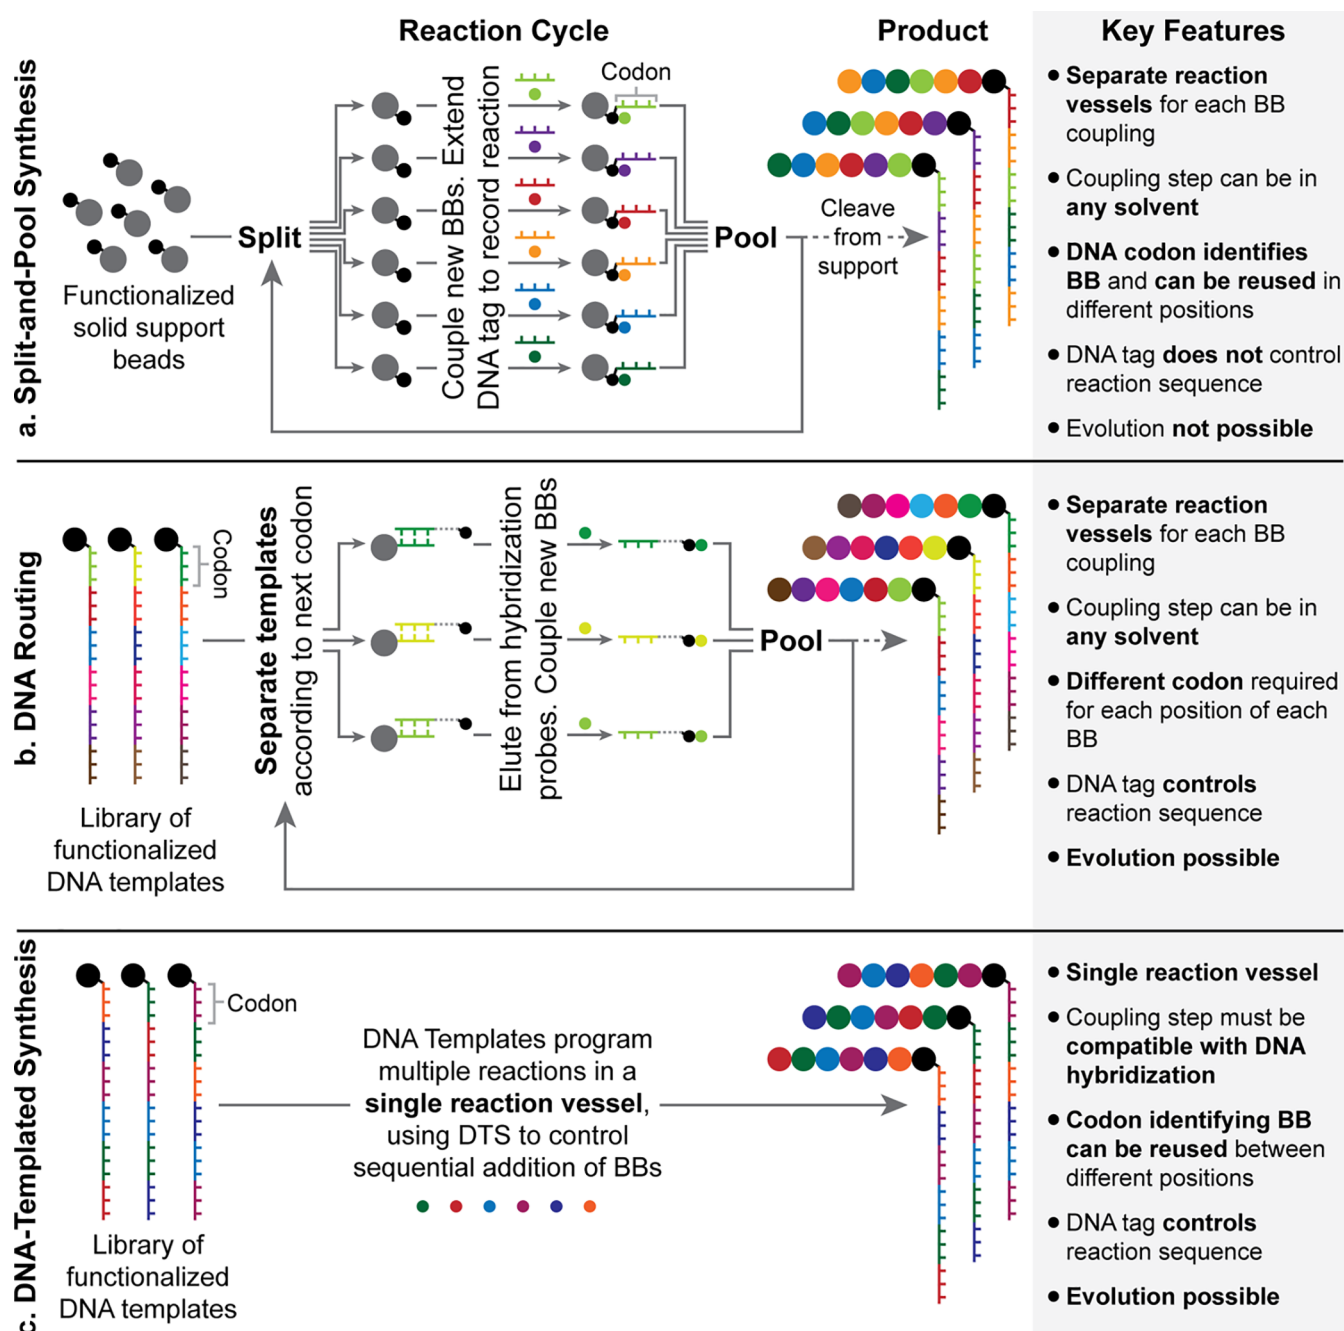 Reaction Cycle
Product
Key Features
a. Split-and-Pool Synthesis
Functionalized
solid support
beads
Split
Couple new BBs. Extend
DNA tag to record reaction
Codon
Pool
Cleave
from
support
• Separate reaction
vessels for each BB
coupling
• Coupling step can be in
any solvent
• DNA codon identifies
BB and can be reused in
different positions
• DNA tag does not control
reaction sequence
• Evolution not possible
b. DNA Routing
Codon
Library of
functionalized
DNA templates
Separate templates
according to next codon
Elute from hybridization
probes. Couple new BBs
Pool
• Separate reaction
vessels for each BB
coupling
• Coupling step can be in
any solvent
• Different codon required
for each position of each
BB
• DNA tag controls
reaction sequence
• Evolution possible
c. DNA-Templated Synthesis
Codon
Library of
functionalized
DNA templates
DNA Templates program
multiple reactions in a
single reaction vessel,
using DTS to control
sequential addition of BBs
• Single reaction vessel
• Coupling step must be
compatible with DNA
hybridization
• Codon identifying BB
can be reused between
different positions
• DNA tag controls
reaction sequence
• Evolution possible